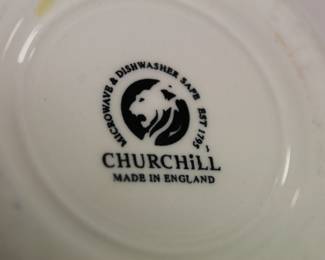 MICROWAVE & DISHWASHER SAFE EST 1795
CHURCHiLL
MADE IN ENGLAND